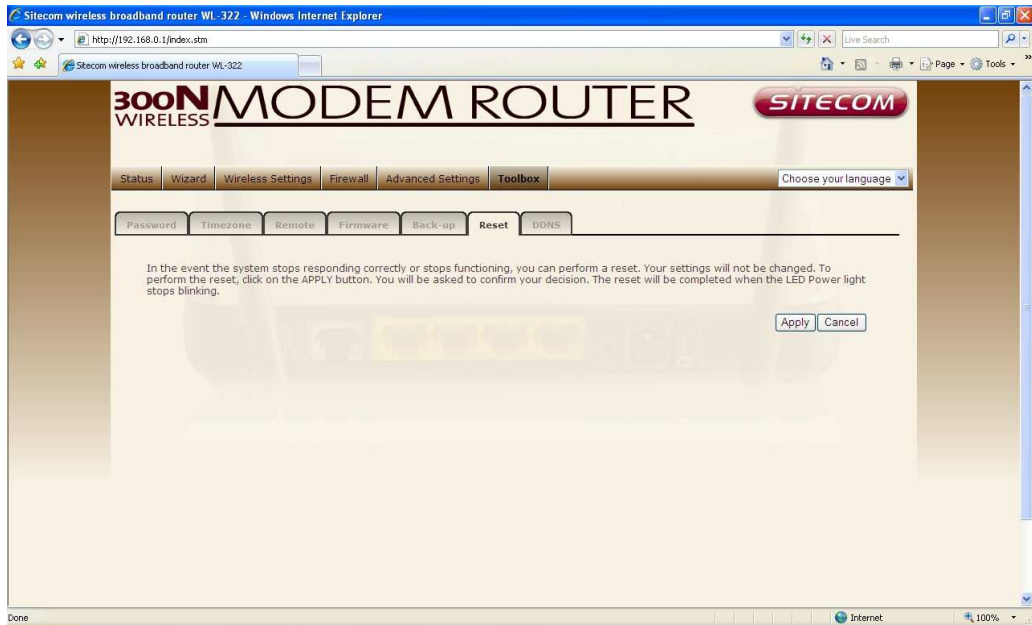 Sitecom wireless broadband router WL-322 - Windows Internet Explorer
http://192.168.0.1/index.stm
Live Search
Sitecom wireless broadband router WL-322
Page Tools
300N WIRELESS MODEM ROUTER
SITECOM
Status Wizard Wireless Settings Firewall Advanced Settings Toolbox Choose your language
Password Timezone Remote Firmware Back-up Reset DDNS
In the event the system stops responding correctly or stops functioning, you can perform a reset. Your settings will not be changed. To
perform the reset, click on the APPLY button. You will be asked to confirm your decision. The reset will be completed when the LED Power light
stops blinking.
Apply Cancel
Done Internet 100%